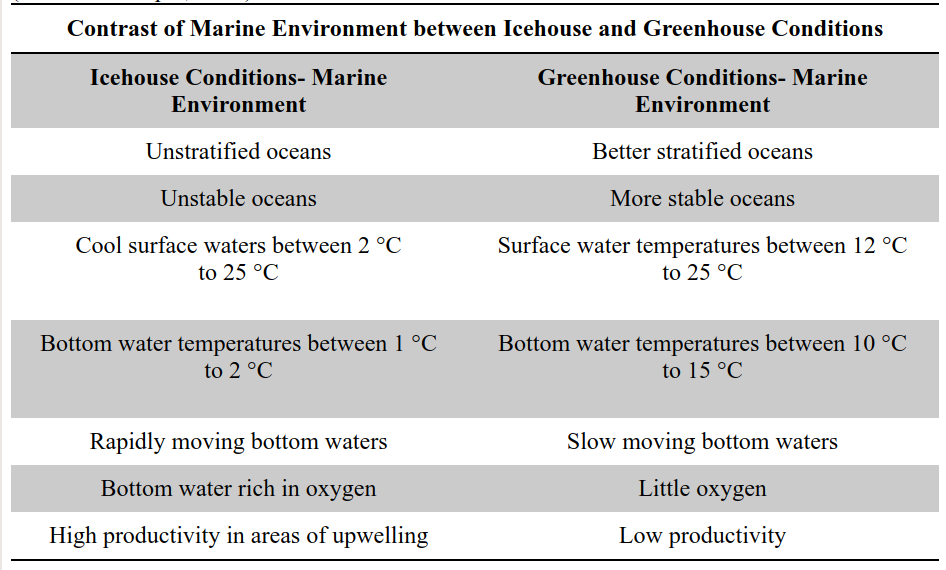 Contrast of Marine Environment between Icehouse and Greenhouse Conditions
Icehouse Conditions- Marine
Environment
Greenhouse Conditions- Marine
Environment
Unstratified oceans
Better stratified oceans
Unstable oceans
More stable oceans
Cool surface waters between 2 °C
to 25 °C
Surface water temperatures between 12 °C
to 25 °C
Bottom water temperatures between 1 °C
to 2 °C
Bottom water temperatures between 10 °C
to 15 °C
Rapidly moving bottom waters
Slow moving bottom waters
Bottom water rich in oxygen
Little oxygen
High productivity in areas of upwelling
Low productivity